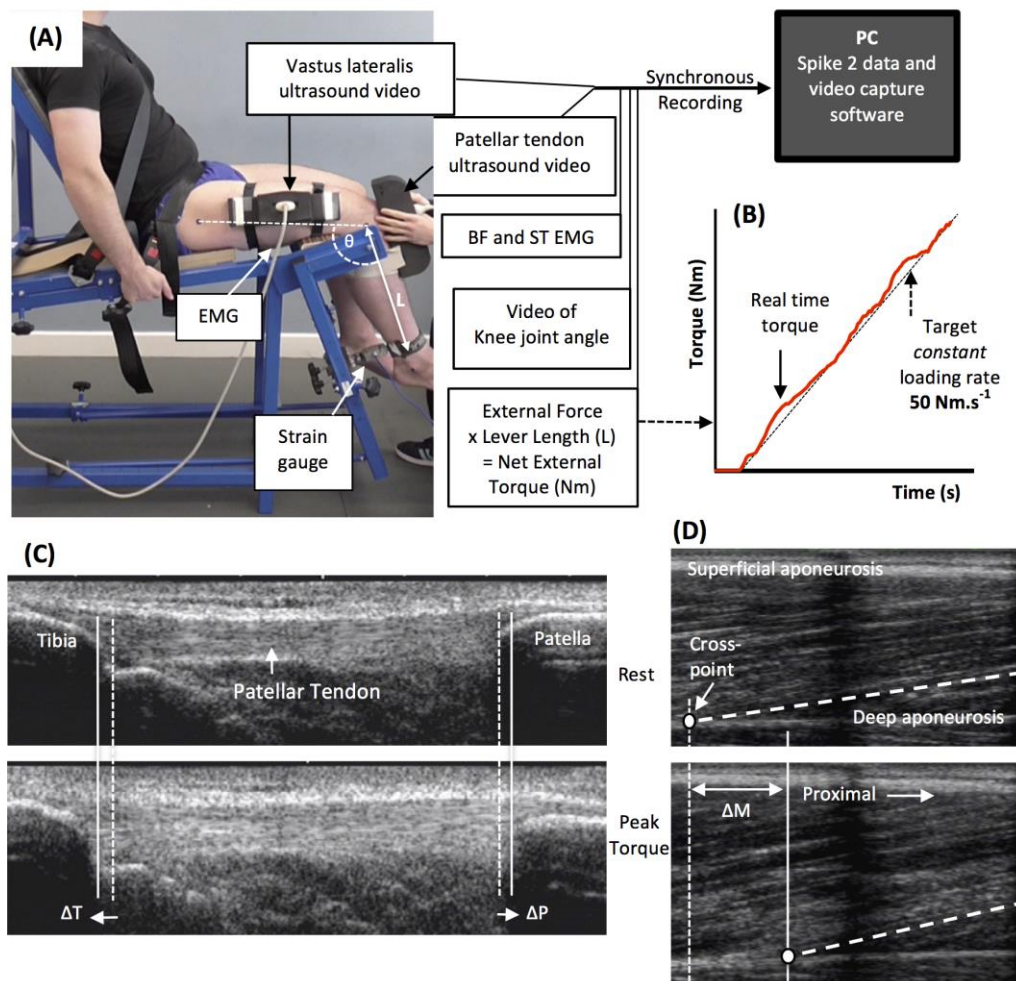 (A)
Vastus lateralis
ultrasound video
Synchronous
Recording
PC
Spike 2 data and
video capture
software
Patellar tendon
ultrasound video
BF and ST EMG
θ
L
EMG
Video of
Knee joint angle
Strain
gauge
External Force
x Lever Length (L)
= Net External
Torque (Nm)
(B)
Torque (Nm)
Real time
torque
Target
constant
loading rate
50 Nm.s-1
Time (s)
(C)
Tibia
Patella
Patellar Tendon
ΔT
ΔP
(D)
Superficial aponeurosis
Cross-
point
Rest
Deep aponeurosis
Proximal
ΔM
Peak
Torque